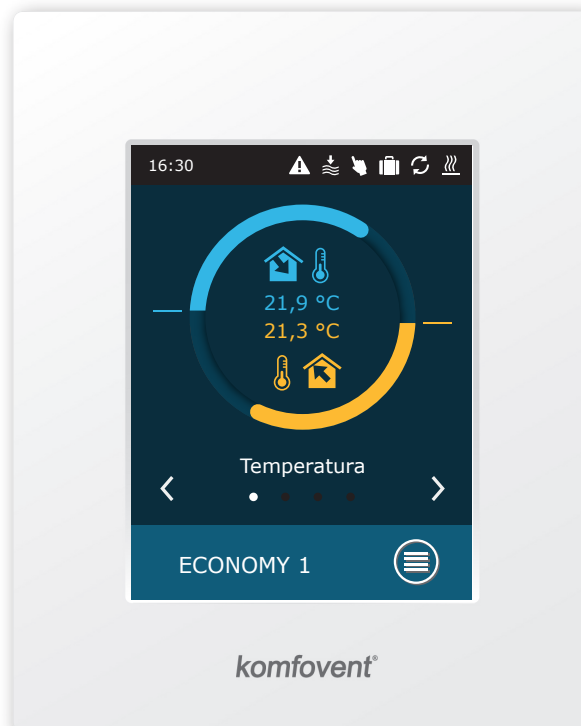 16:30
21,9 °C
21,3 °C
Temperatura
ECONOMY 1
komfovent®